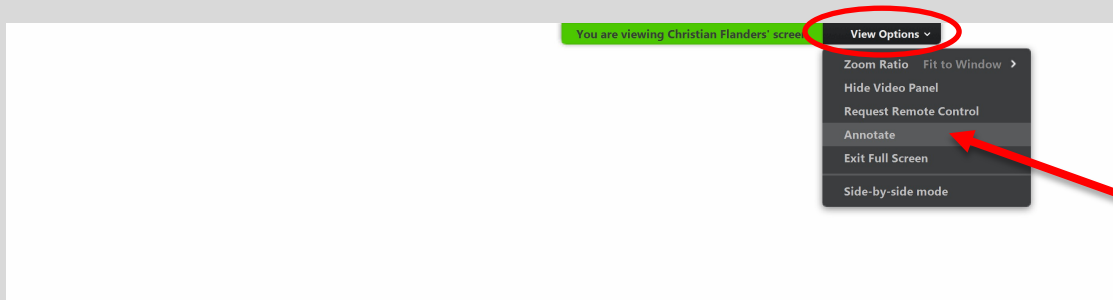 You are viewing Christian Flanders' scree View Options
Zoom Ratio Fit to Window
Hide Video Panel
Request Remote Control
Annotate
Exit Full Screen
Side-by-side mode